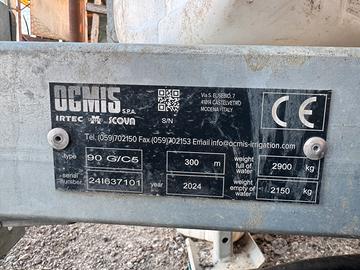 OCMIS S.P.A.
IRTEC SCOVA
S/N
Via S. EUSEBIO, 7
41014 CASTELVETRO
MODENA ITALY
CE
Tel. (059)702150 Fax (059)702153 Email info@ocmis-irrigation.com
type 90 G/C5 300 m weight full of water 2900 kg
serial number 24I637101 year 2024 weight empty of water 2150 kg